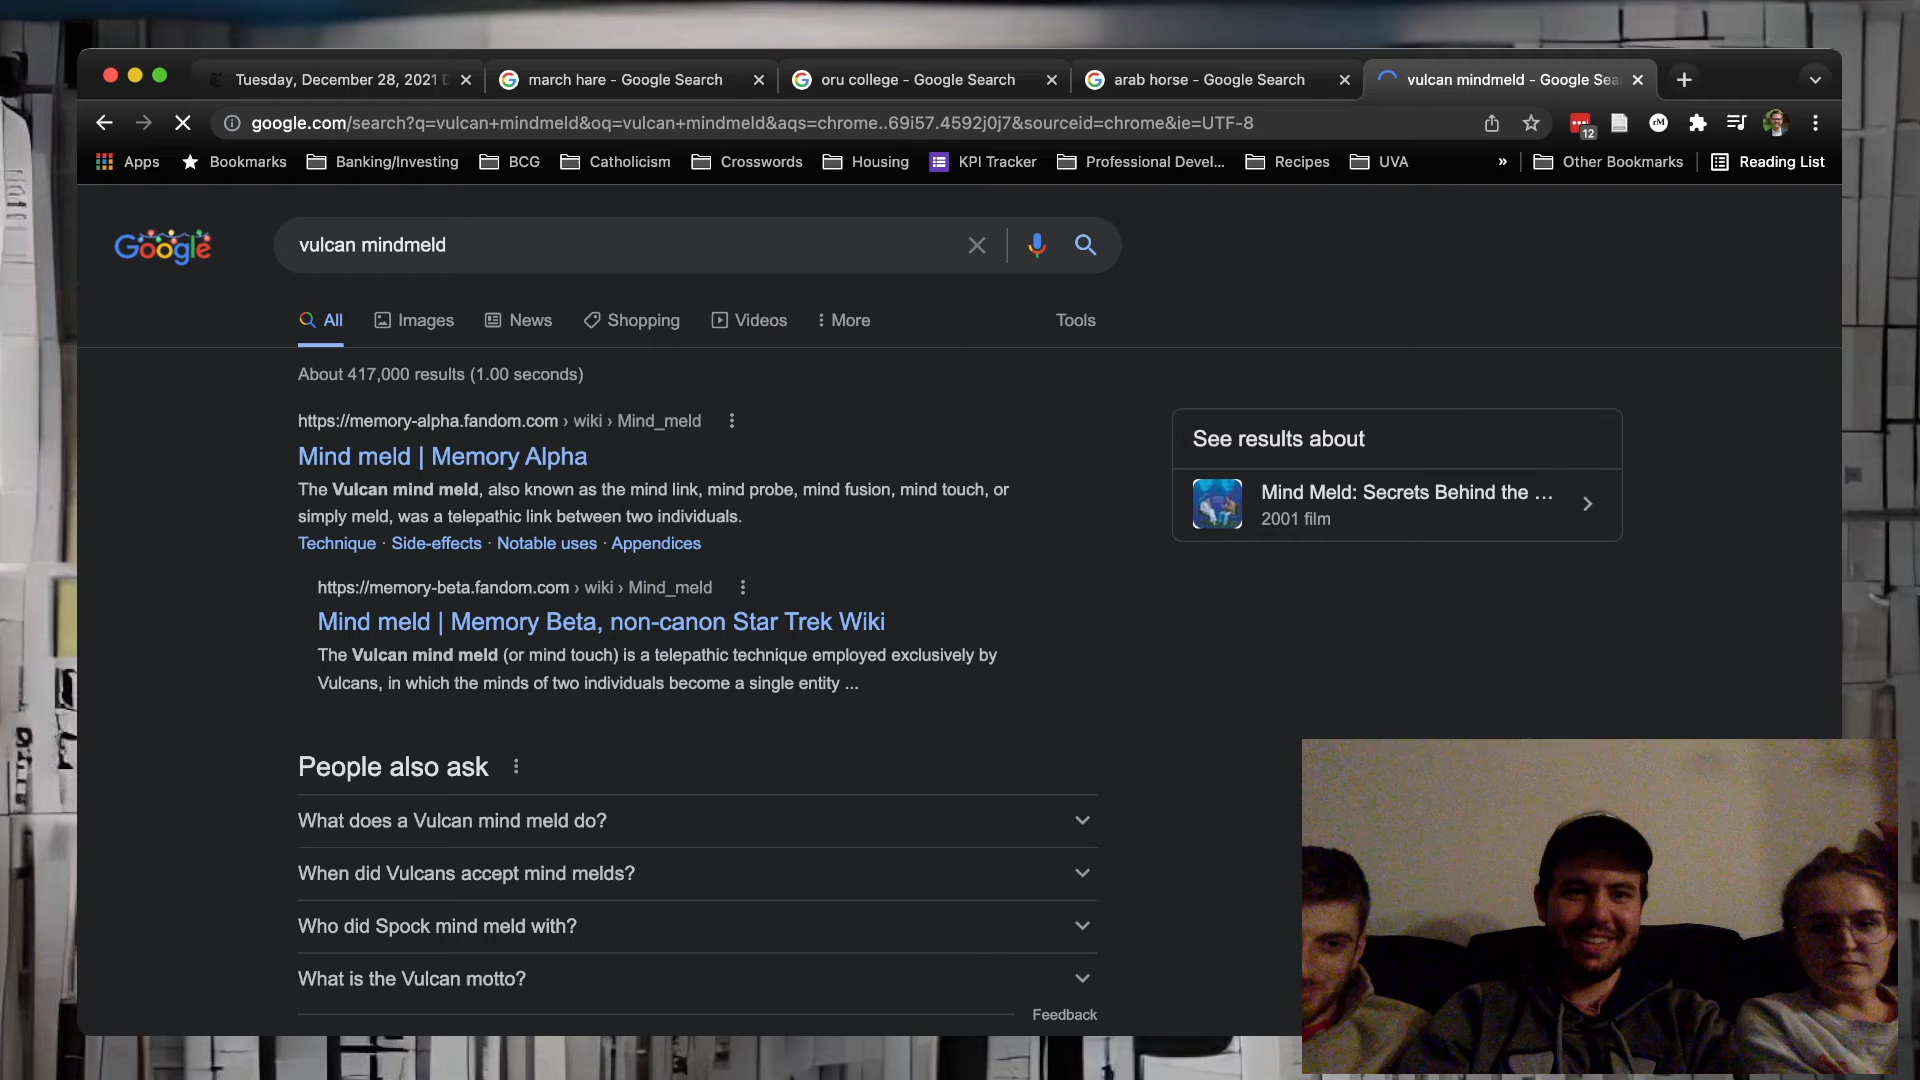 Tuesday, December 28, 2021
march hare - Google Search
oru college - Google Search
arab horse - Google Search
vulcan mindmeld - Google Sea
google.com/search?q=vulcan+mindmeld&oq=vulcan+mindmeld&aqs=chrome..69i57.4592j0j7&sourceid=chrome&ie=UTF-8
12
rM
Apps
Bookmarks
Banking/Investing
BCG
Catholicism
Crosswords
Housing
KPI Tracker
Professional Devel...
Recipes
UVA
»
Other Bookmarks
Reading List
Google
vulcan mindmeld
All
Images
News
Shopping
Videos
More
Tools
About 417,000 results (1.00 seconds)
https://memory-alpha.fandom.com › wiki › Mind_meld
Mind meld | Memory Alpha
The Vulcan mind meld, also known as the mind link, mind probe, mind fusion, mind touch, or
simply meld, was a telepathic link between two individuals.
Technique · Side-effects · Notable uses · Appendices
https://memory-beta.fandom.com › wiki › Mind_meld
Mind meld | Memory Beta, non-canon Star Trek Wiki
The Vulcan mind meld (or mind touch) is a telepathic technique employed exclusively by
Vulcans, in which the minds of two individuals become a single entity ...
See results about
Mind Meld: Secrets Behind the ...
2001 film
People also ask
What does a Vulcan mind meld do?
When did Vulcans accept mind melds?
Who did Spock mind meld with?
What is the Vulcan motto?
Feedback